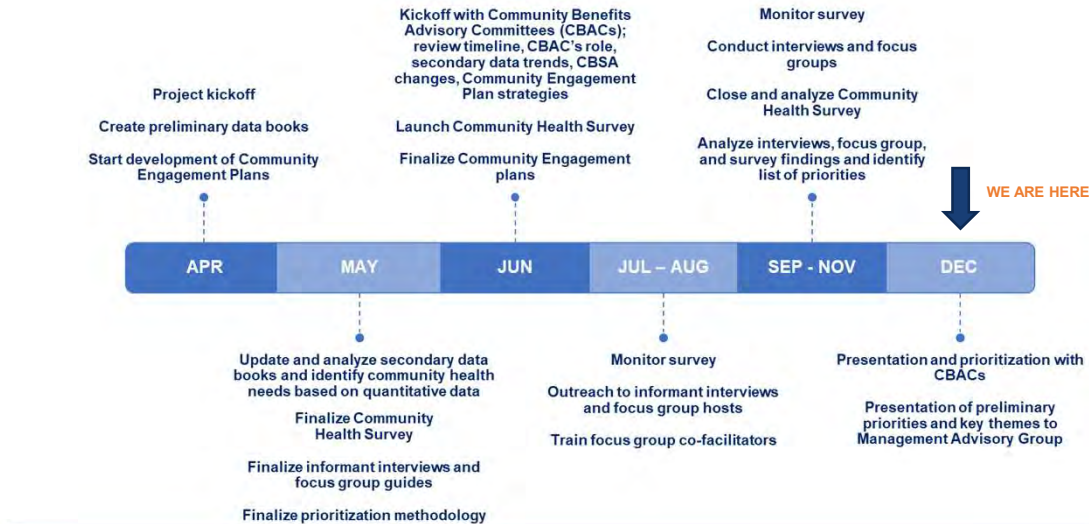 Project kickoff
Create preliminary data books
Start development of Community
Engagement Plans
Kickoff with Community Benefits
Advisory Committees (CBACs);
review timeline, CBAC's role,
secondary data trends, CBSA
changes, Community Engagement
Plan strategies
Launch Community Health Survey
Finalize Community Engagement
plans
Monitor survey
Conduct interviews and focus
groups
Close and analyze Community
Health Survey
Analyze interviews, focus group,
and survey findings and identify
list of priorities
WE ARE HERE
APR
MAY
JUN
JUL – AUG
SEP - NOV
DEC
Update and analyze secondary data
books and identify community health
needs based on quantitative data
Finalize Community
Health Survey
Finalize informant interviews and
focus group guides
Finalize prioritization methodology
Monitor survey
Outreach to informant interviews
and focus group hosts
Train focus group co-facilitators
Presentation and prioritization with
CBACs
Presentation of preliminary
priorities and key themes to
Management Advisory Group